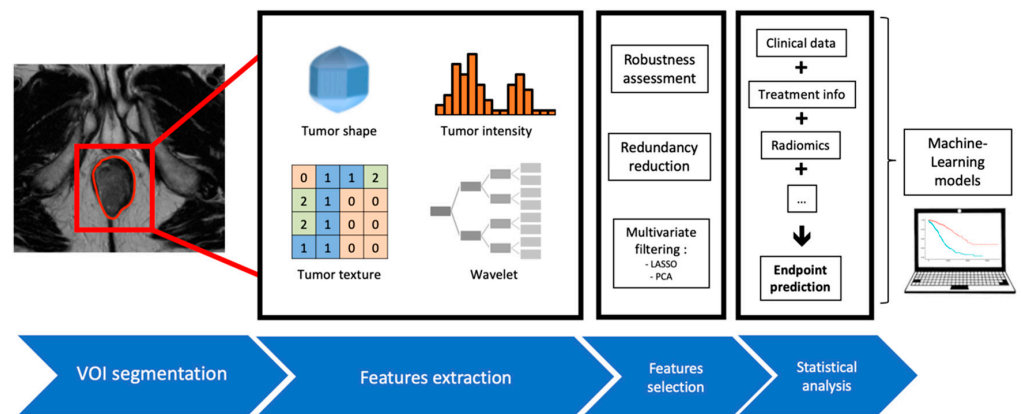 Tumor shape
Tumor intensity
0 1 1 2
2 1 0 0
2 1 0 0
1 1 0 0
Tumor texture
Wavelet
Robustness
assessment
Redundancy
reduction
Multivariate
filtering :
- LASSO
- PCA
Clinical data
+
Treatment info
+
Radiomics
+
...
Endpoint
prediction
Machine-
Learning
models
VOI segmentation
Features extraction
Features
selection
Statistical
analysis